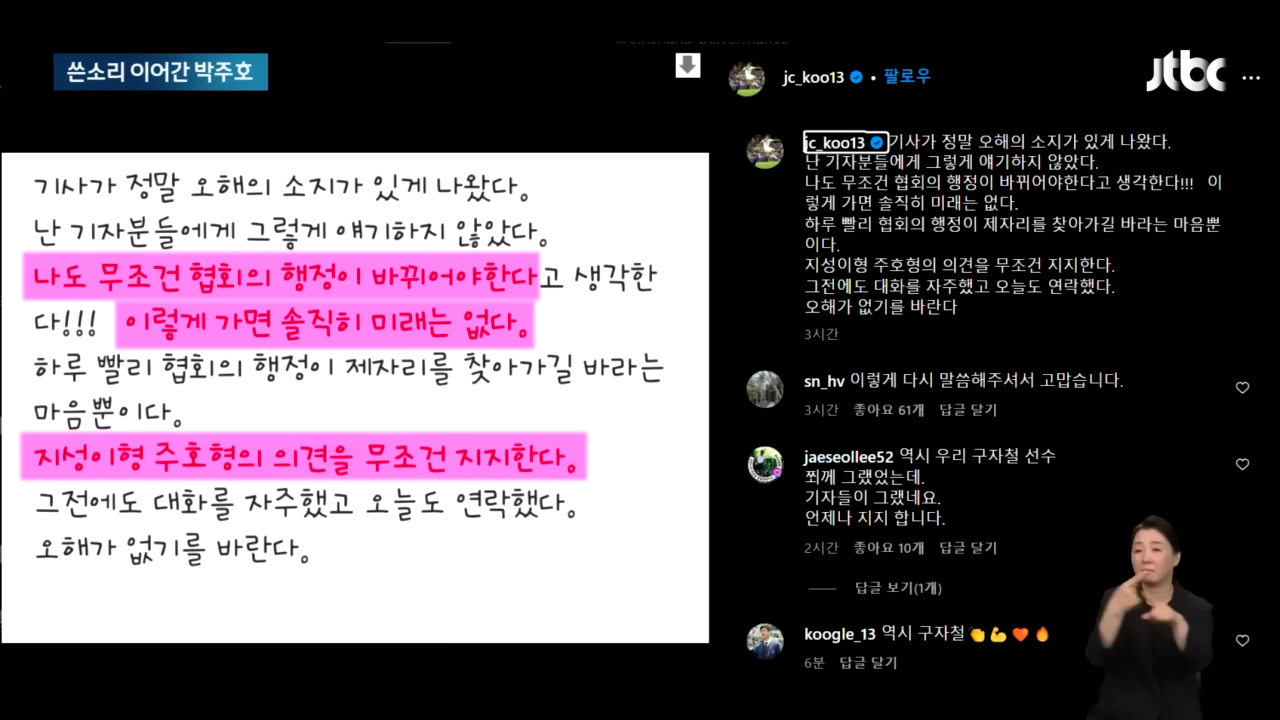 쓴소리 이어간 박주호
jtbc
기사가 정말 오해의 소지가 있게 나왔다.
난 기자분들에게 그렇게 얘기하지 않았다.
나도 무조건 협회의 행정이 바뀌어야한다고 생각한
다!!! 이렇게 가면 솔직히 미래는 없다.
하루 빨리 협회의 행정이 제자리를 찾아가길 바라는
마음뿐이다.
지성이형 주호형의 의견을 무조건 지지한다.
그전에도 대화를 자주했고 오늘도 연락했다.
오해가 없기를 바란다.
jc_koo13 • 팔로우
jc_koo13 기사가 정말 오해의 소지가 있게 나왔다.
난 기자분들에게 그렇게 얘기하지 않았다.
나도 무조건 협회의 행정이 바뀌어야한다고 생각한다!!! 이
렇게 가면 솔직히 미래는 없다.
하루 빨리 협회의 행정이 제자리를 찾아가길 바라는 마음뿐
이다.
지성이형 주호형의 의견을 무조건 지지한다.
그전에도 대화를 자주했고 오늘도 연락했다.
오해가 없기를 바란다
3시간
sn_hv 이렇게 다시 말씀해주셔서 고맙습니다.
3시간 좋아요 61개 답글 달기
jaeseollee52 역시 우리 구자철 선수
쬐께 그랬었는데.
기자들이 그랬네요.
언제나 지지 합니다.
2시간 좋아요 10개 답글 달기
답글 보기(1개)
koogle_13 역시 구자철👏💪❤️🔥
6분 답글 달기